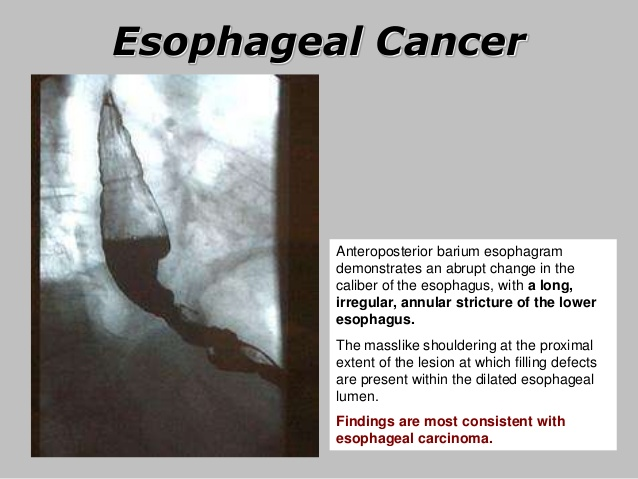 Esophageal Cancer
Anteroposterior barium esophagram
demonstrates an abrupt change in the
caliber of the esophagus, with a long,
irregular, annular stricture of the lower
esophagus.
The masslike shouldering at the proximal
extent of the lesion at which filling defects
are present within the dilated esophageal
lumen.
Findings are most consistent with
esophageal carcinoma.